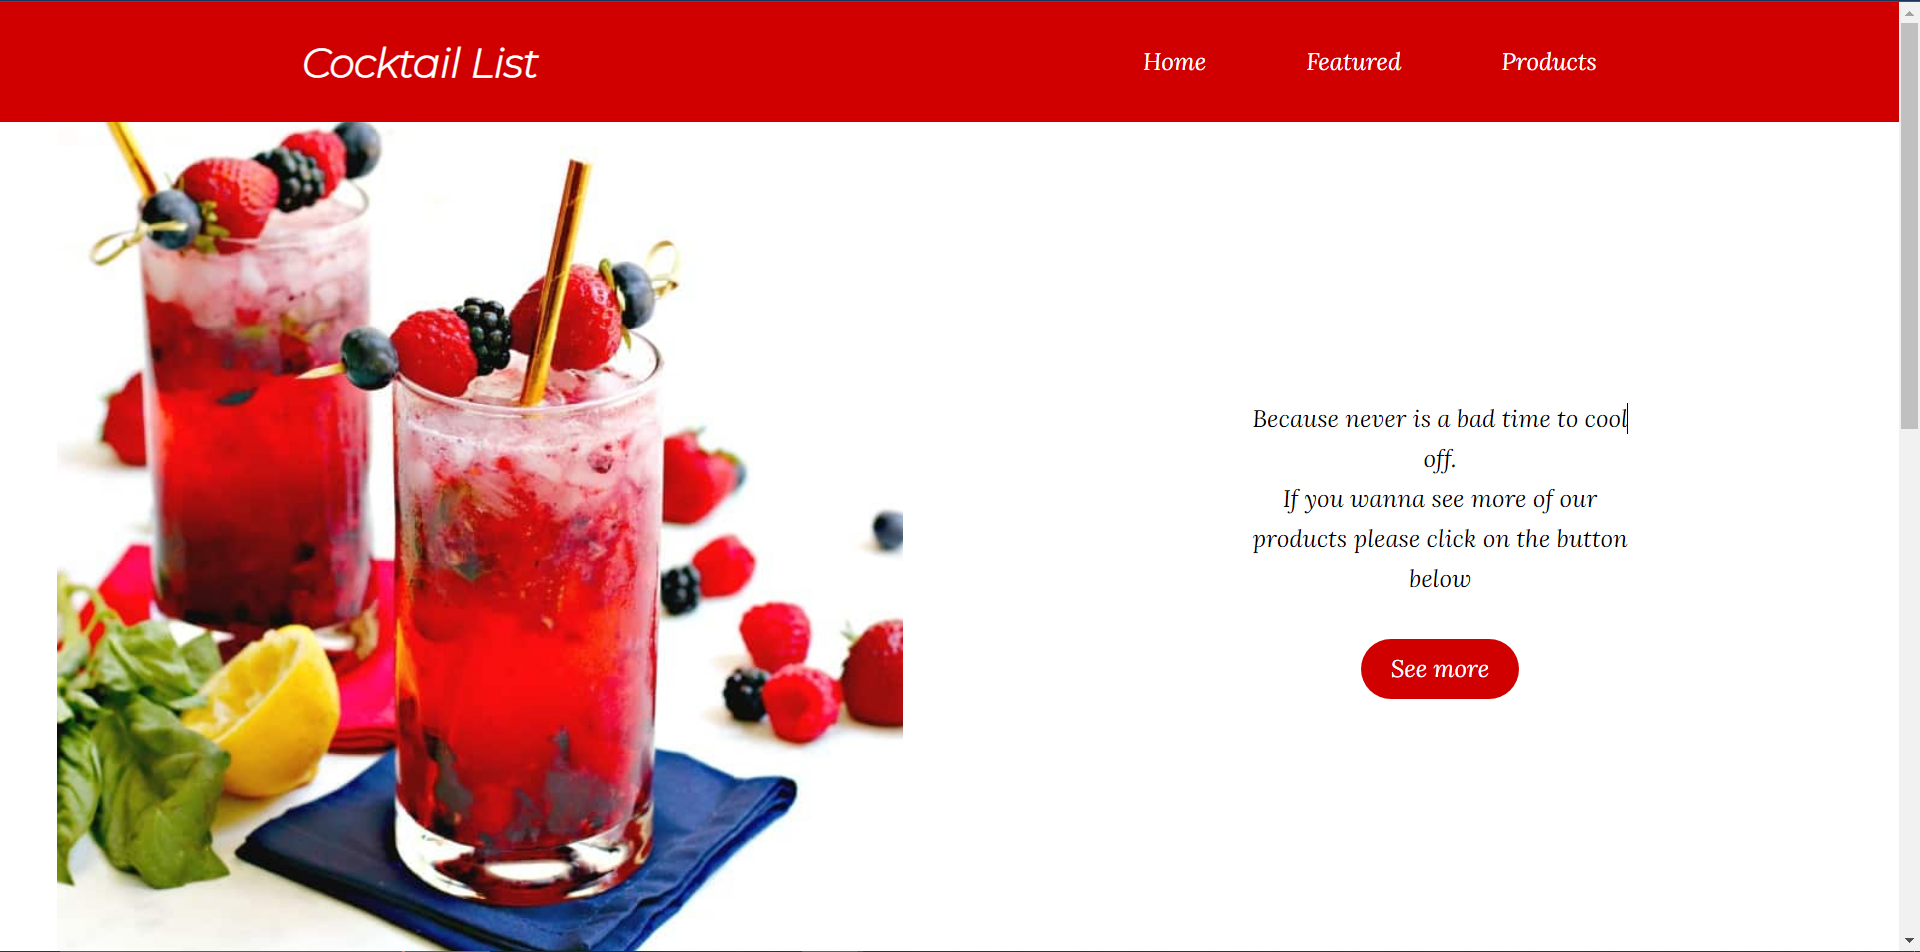 Cocktail List
Home Featured Products
Because never is a bad time to cool
off.
If you wanna see more of our
products please click on the button
below
See more